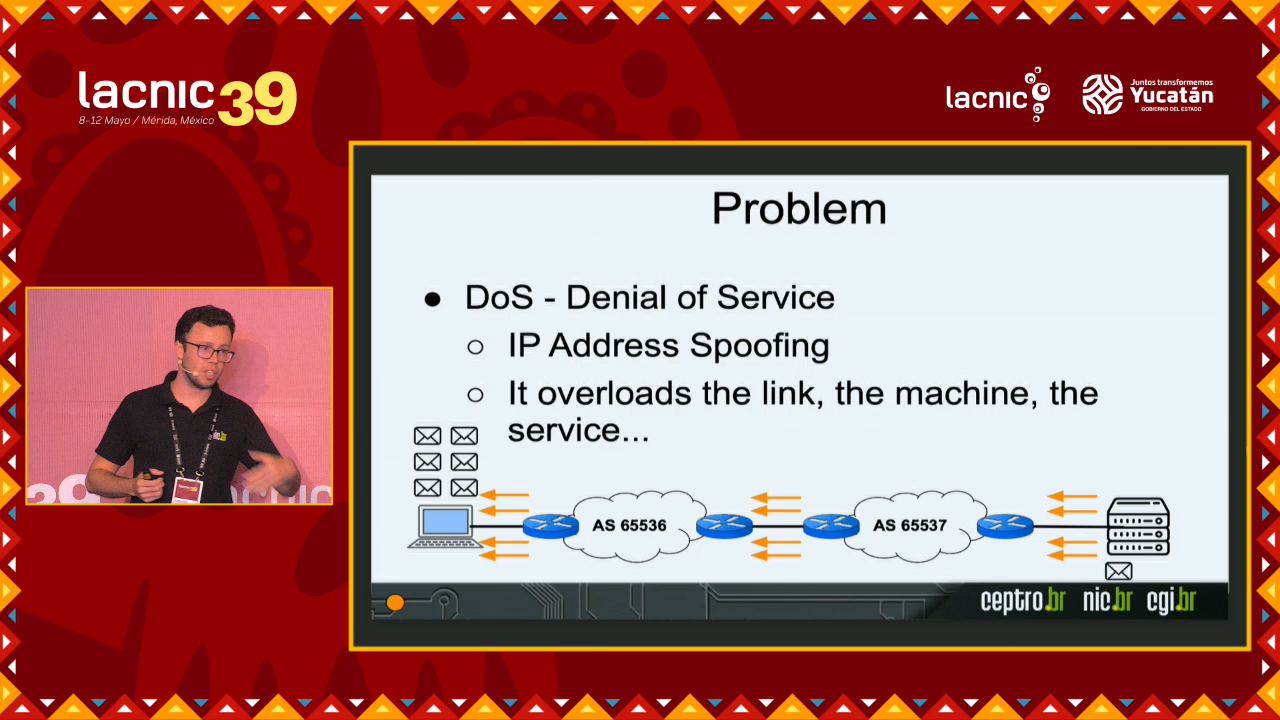 lacnic 39
8-12 Mayo / Mérida, México
lacnic
Juntos transformemos
Yucatán
GOBIERNO DEL ESTADO
Problem
● DoS - Denial of Service
○ IP Address Spoofing
○ It overloads the link, the machine, the
service...
AS 65536
AS 65537
ceptro.br nic.br cgi.br